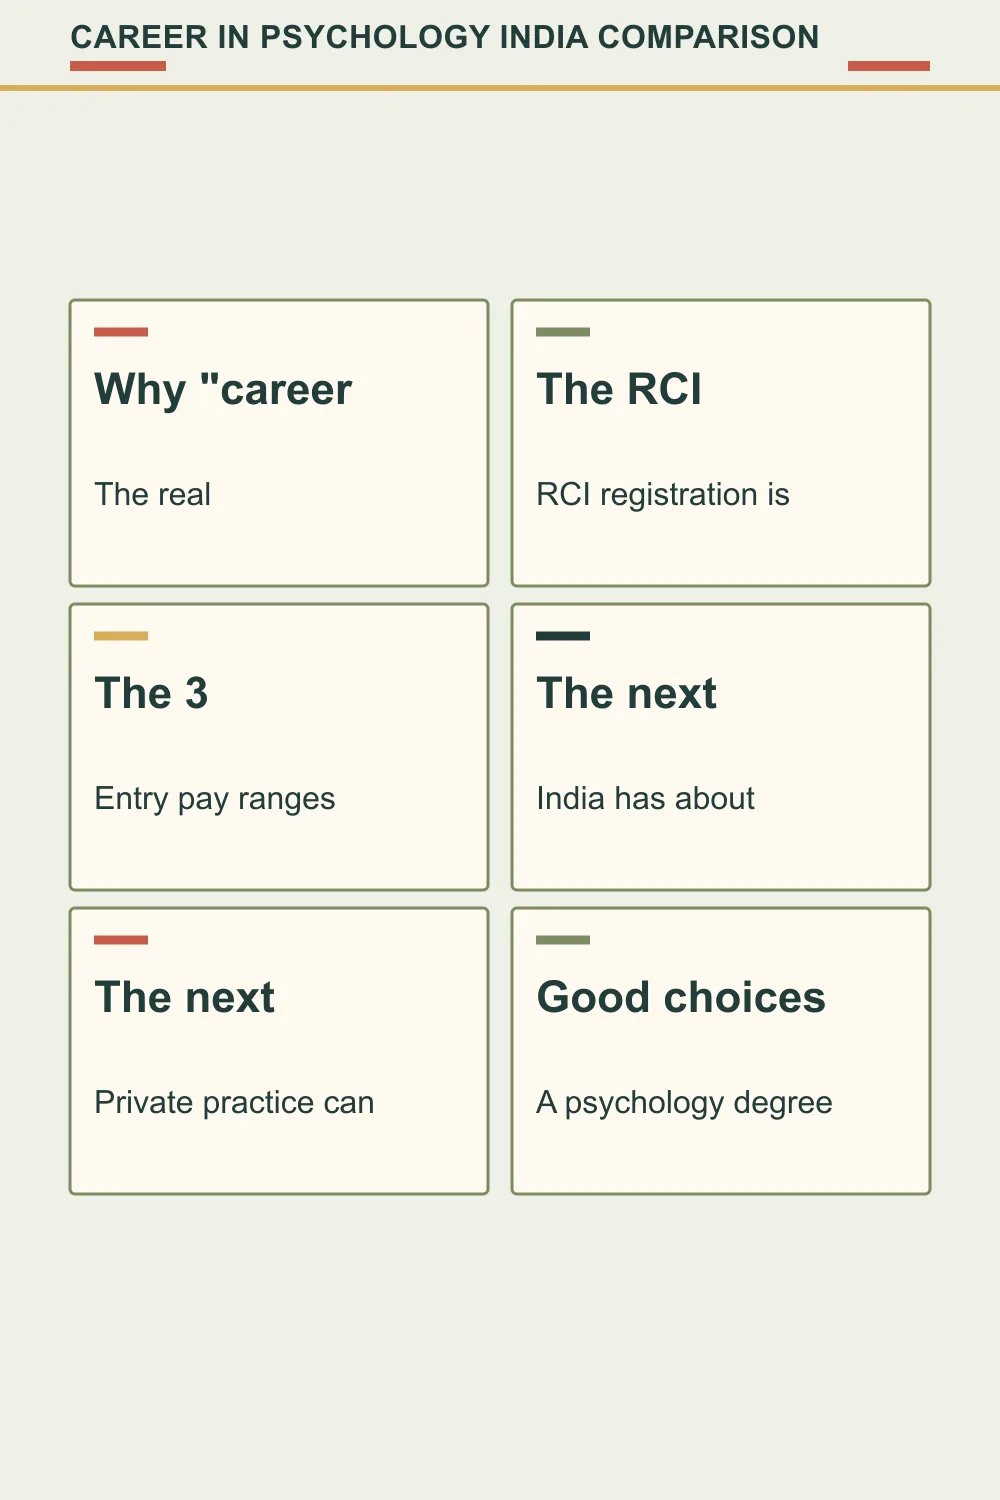 CAREER IN PSYCHOLOGY INDIA COMPARISON
Why "career
The real
The RCI
RCI registration is
The 3
Entry pay ranges
The next
India has about
The next
Private practice can
Good choices
A psychology degree